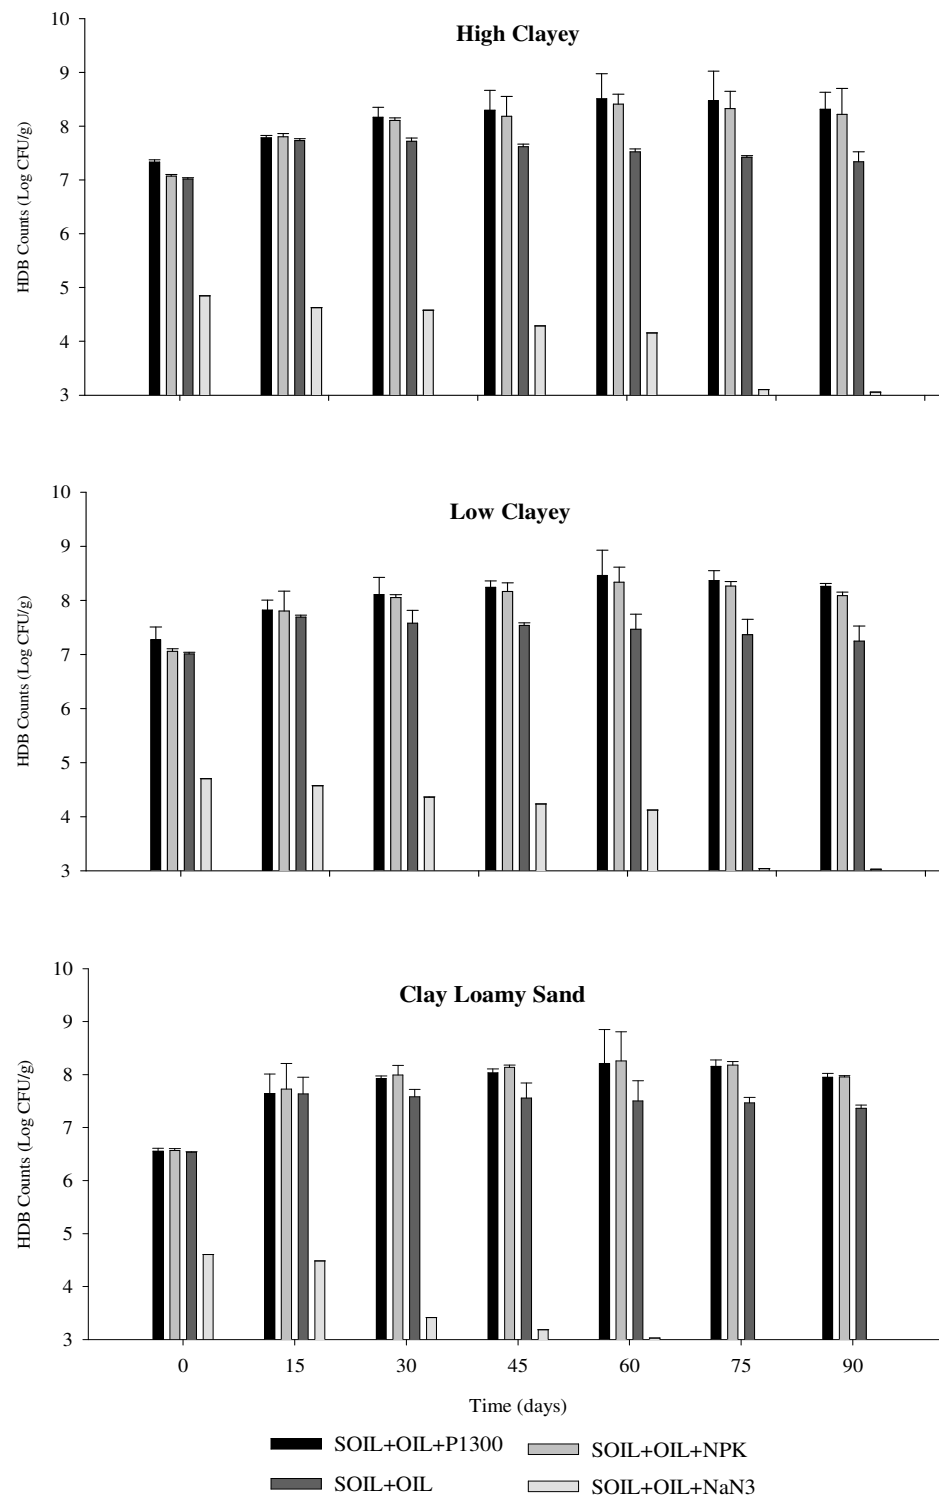 High Clayey
HDB Counts (Log CFU/g)
10
9
8
7
6
5
4
3
Low Clayey
HDB Counts (Log CFU/g)
10
9
8
7
6
5
4
3
Clay Loamy Sand
HDB Counts (Log CFU/g)
10
9
8
7
6
5
4
3
0 15 30 45 60 75 90
Time (days)
SOIL+OIL+P1300 SOIL+OIL+NPK
SOIL+OIL SOIL+OIL+NaN3